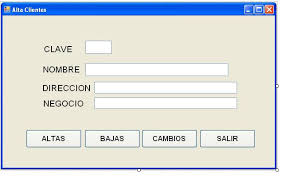 Alta Clientes
CLAVE
NOMBRE
DIRECCION
NEGOCIO
ALTAS BAJAS CAMBIOS SALIR